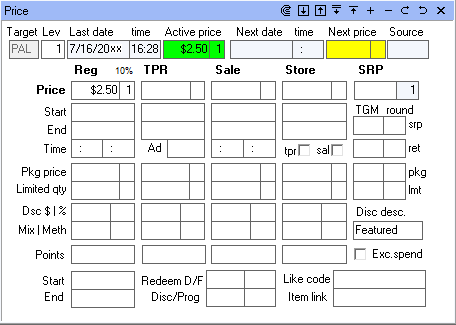 Price
Target Lev Last date time Active price Next date time Next price Source
PAL 1 7/16/20xx 16:28 $2.50 1 :
Reg 10% TPR Sale Store SRP
Price $2.50 1 1
Start TGM round
End srp
Time : : Ad : : tpr sal ret
Pkg price pkg
Limited qty lmt
Dsc $ | % Disc desc.
Mix | Meth Featured
Points Exc.spend
Start Redeem D/F Like code
End Disc/Prog Item link